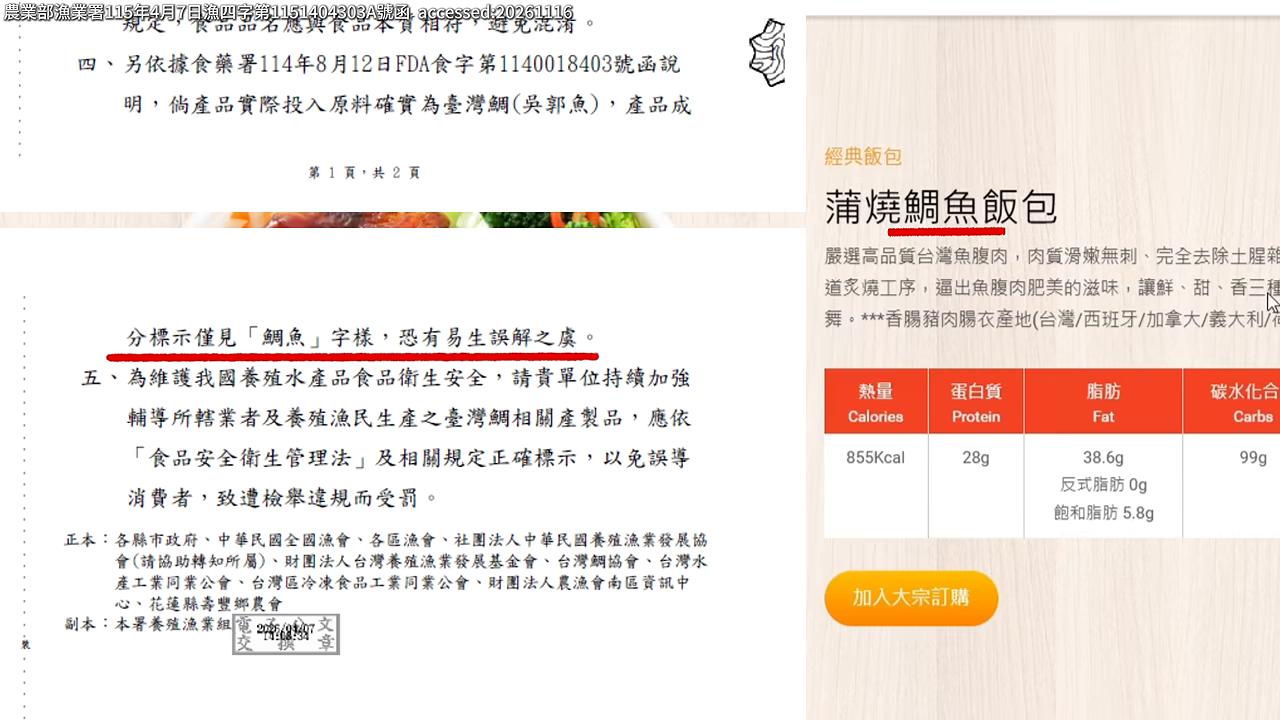 農業部漁業署115年4月7日漁四字第1151404303A號函, accessed:20261116
規定，食品品名應與食品本質相符，避免混淆。
四、另依據食藥署114年8月12日FDA食字第1140018403號函說
明，倘產品實際投入原料確實為臺灣鯛(吳郭魚)，產品成
第 1 頁，共 2 頁
分標示僅見「鯛魚」字樣，恐有易生誤解之虞。
五、為維護我國養殖水產品食品衛生安全，請貴單位持續加強
輔導所轄業者及養殖漁民生產之臺灣鯛相關產製品，應依
「食品安全衛生管理法」及相關規定正確標示，以免誤導
消費者，致遭檢舉違規而受罰。
正本：各縣市政府、中華民國全國漁會、各區漁會、社團法人中華民國養殖漁業發展協
會(請協助轉知所屬)、財團法人台灣養殖漁業發展基金會、台灣鯛協會、台灣水
產工業同業公會、台灣區冷凍食品工業同業公會、財團法人農漁會南區資訊中
心、花蓮縣壽豐鄉農會
副本：本署養殖漁業組
電子公文
2026/04/07
14:08:34
交換章
裝
經典飯包
蒲燒鯛魚飯包
嚴選高品質台灣魚腹肉，肉質滑嫩無刺、完全去除土腥雜
道炙燒工序，逼出魚腹肉肥美的滋味，讓鮮、甜、香三種
舞。***香腸豬肉腸衣產地(台灣/西班牙/加拿大/義大利/荷
熱量 蛋白質 脂肪 碳水化合
Calories Protein Fat Carbs
855Kcal 28g 38.6g 99g
反式脂肪 0g
飽和脂肪 5.8g
加入大宗訂購